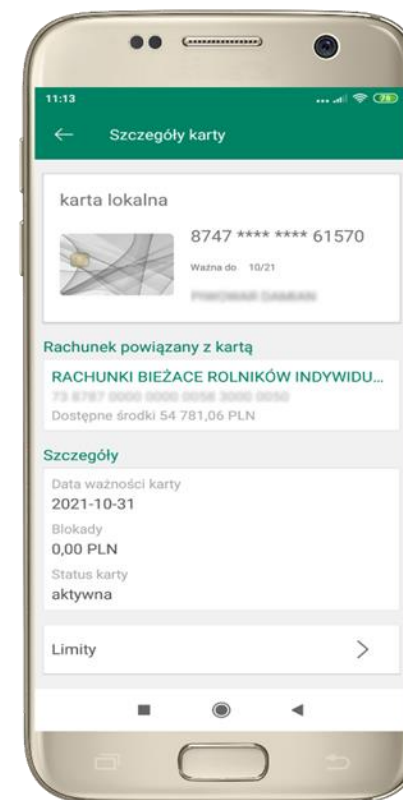 11:13
78
Szczegóły karty
karta lokalna
8747 **** **** 61570
Ważna do 10/21
Rachunek powiązany z kartą
RACHUNKI BIEŻACE ROLNIKÓW INDYWIDU...
Dostępne środki 54 781,06 PLN
Szczegóły
Data ważności karty
2021-10-31
Blokady
0,00 PLN
Status karty
aktywna
Limity